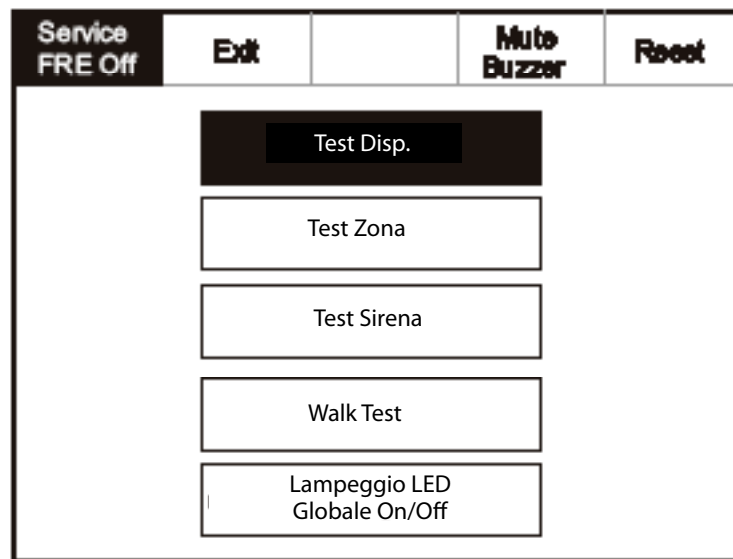 Service
FRE Off
Exit
Mute
Buzzer
Reset
Test Disp.
Test Zona
Test Sirena
Walk Test
Lampeggio LED
Globale On/Off